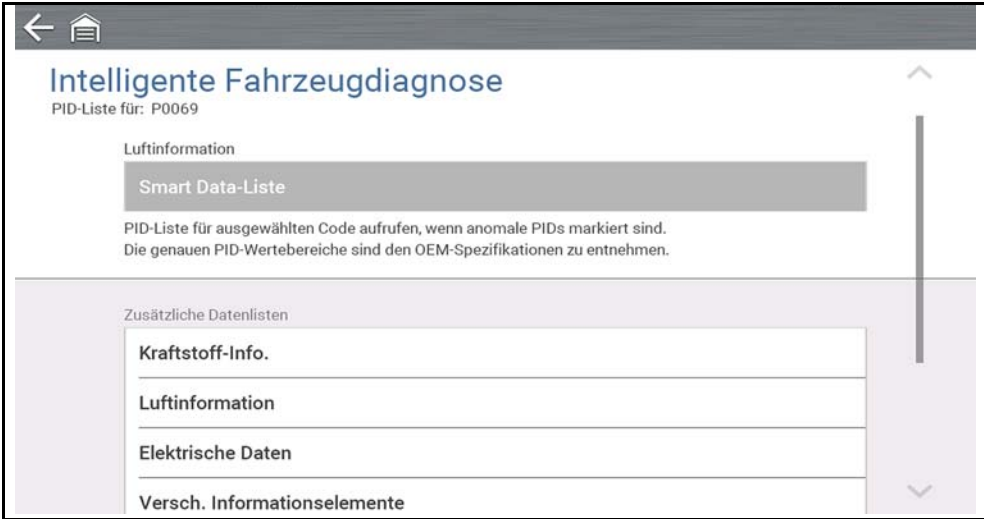 Intelligente Fahrzeugdiagnose
PID-Liste für: P0069
Luftinformation
Smart Data-Liste
PID-Liste für ausgewählten Code aufrufen, wenn anomale PIDs markiert sind.
Die genauen PID-Wertebereiche sind den OEM-Spezifikationen zu entnehmen.
Zusätzliche Datenlisten
Kraftstoff-Info.
Luftinformation
Elektrische Daten
Versch. Informationselemente